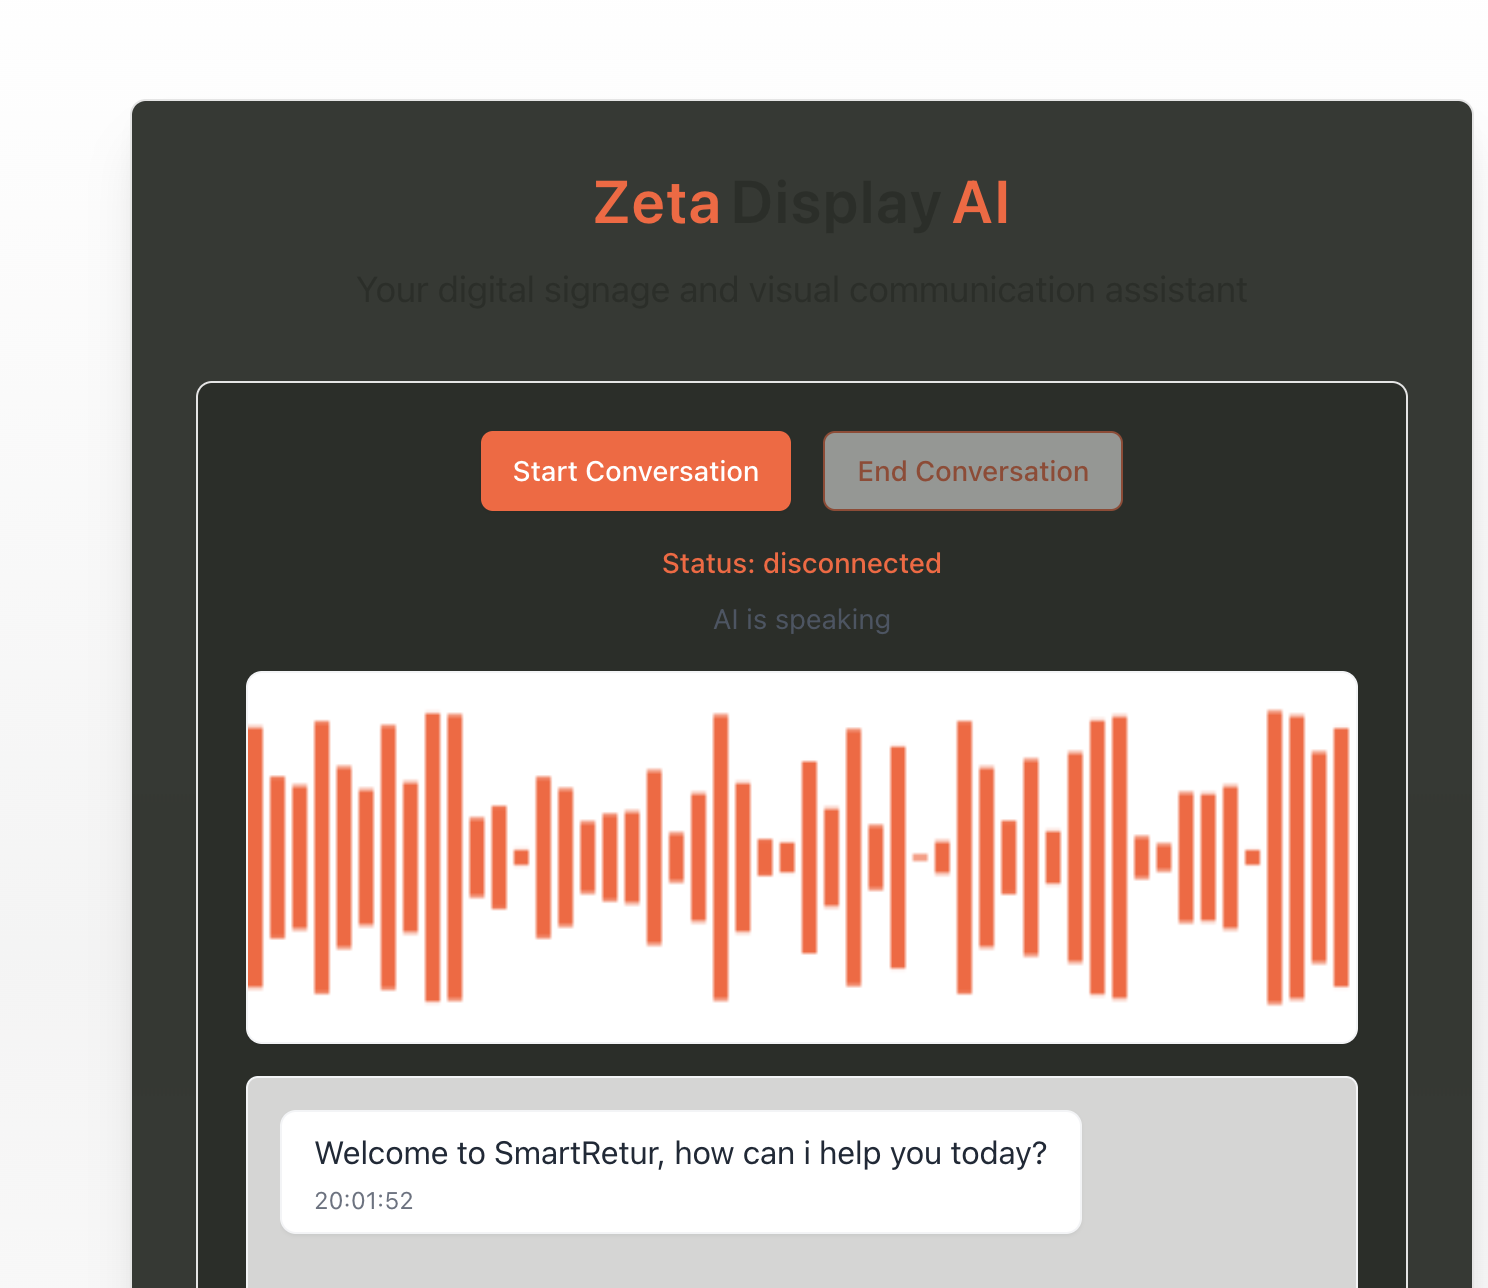 Zeta Display AI
Your digital signage and visual communication assistant
Start Conversation
End Conversation
Status: disconnected
AI is speaking
Welcome to SmartRetur, how can i help you today?
20:01:52